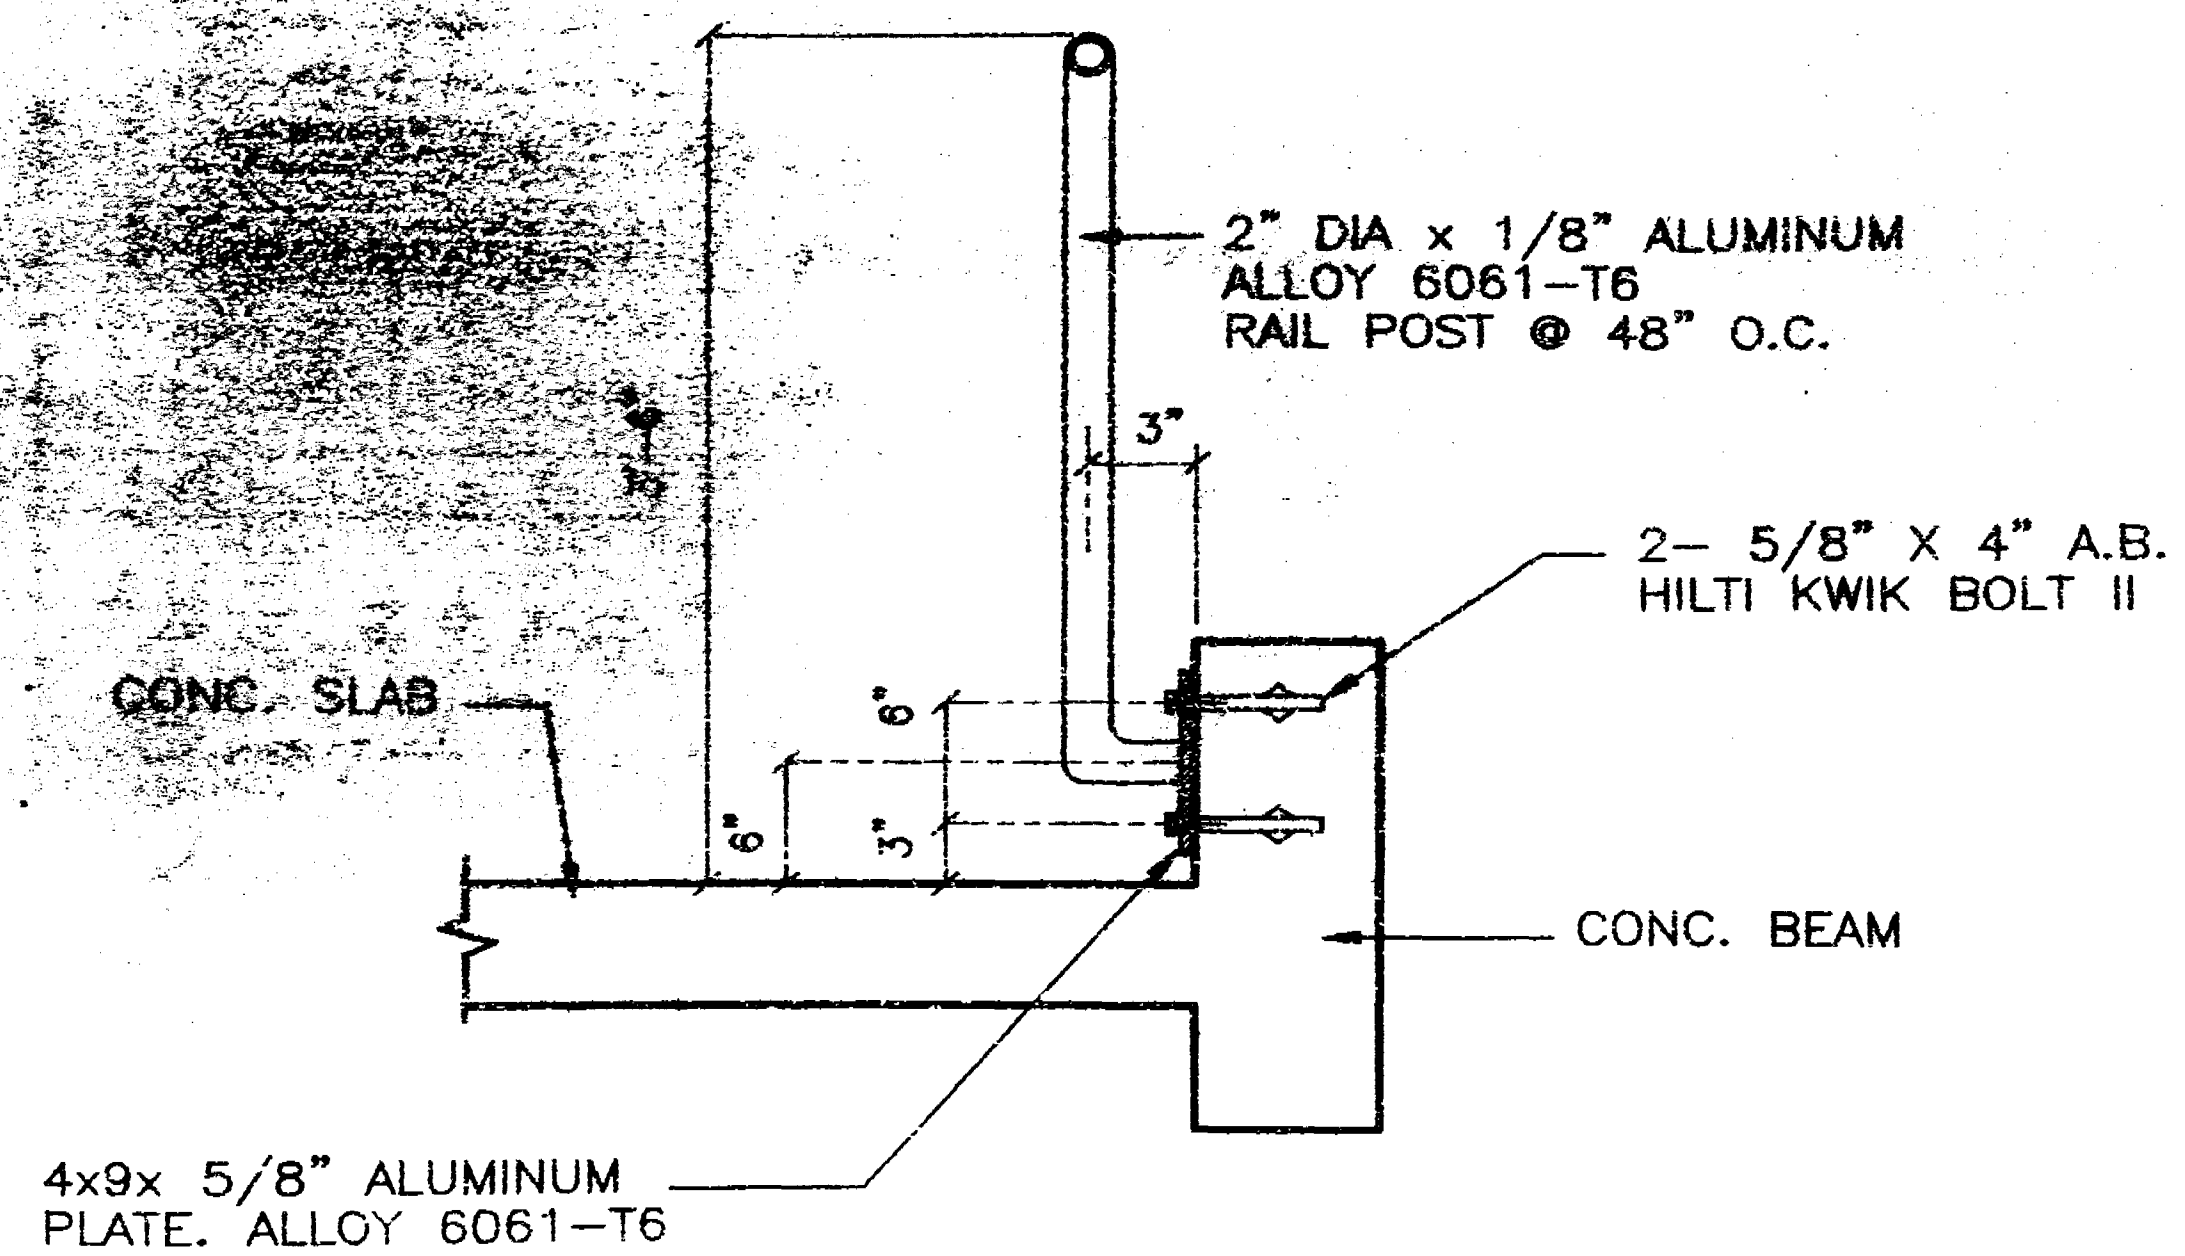 2" DIA x 1/8" ALUMINUM
ALLOY 6061-T6
RAIL POST @ 48" O.C.
3"
2- 5/8" X 4" A.B.
HILTI KWIK BOLT II
CONC. SLAB
6"
6"
3"
CONC. BEAM
4x9x 5/8" ALUMINUM
PLATE. ALLOY 6061-T6